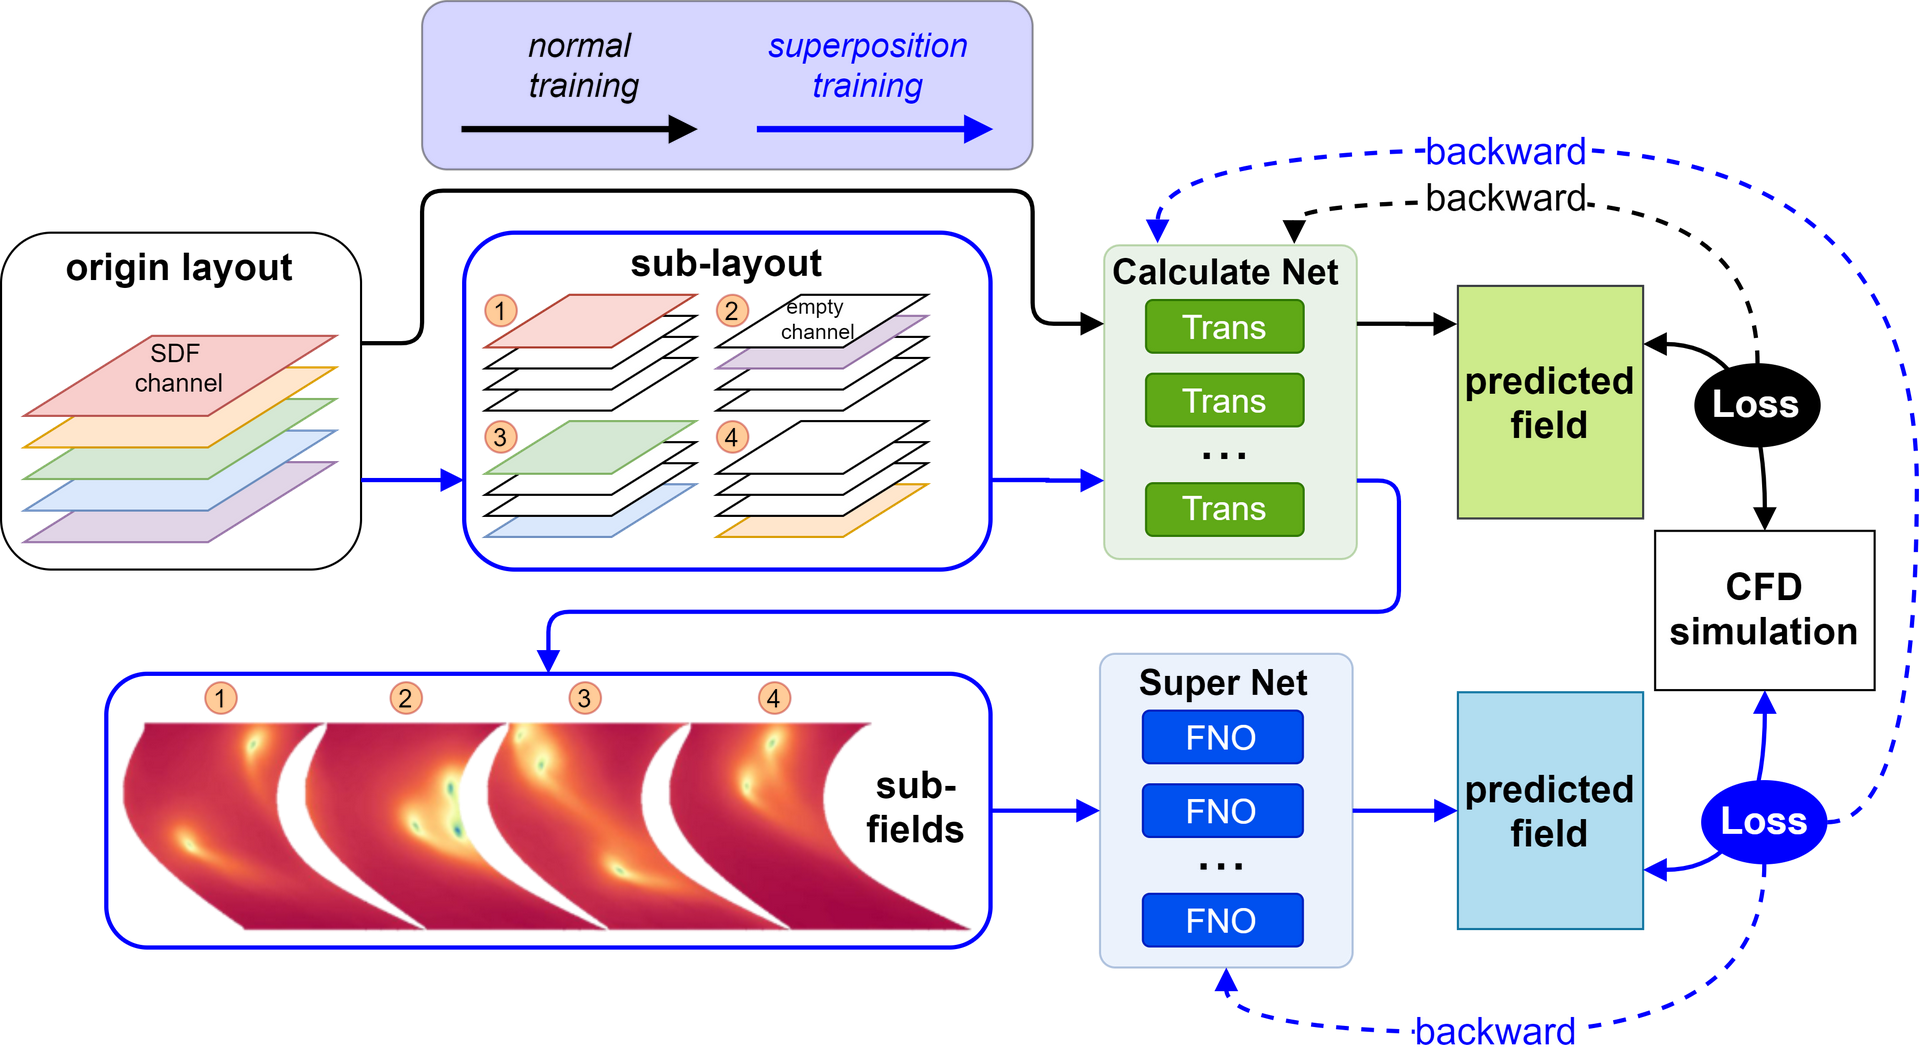 normal
training
superposition
training
backward
backward
origin layout
SDF
channel
sub-layout
1
2
empty
channel
3
4
Calculate Net
Trans
Trans
...
Trans
predicted
field
Loss
CFD
simulation
1
2
3
4
sub-
fields
Super Net
FNO
FNO
...
FNO
predicted
field
Loss
backward